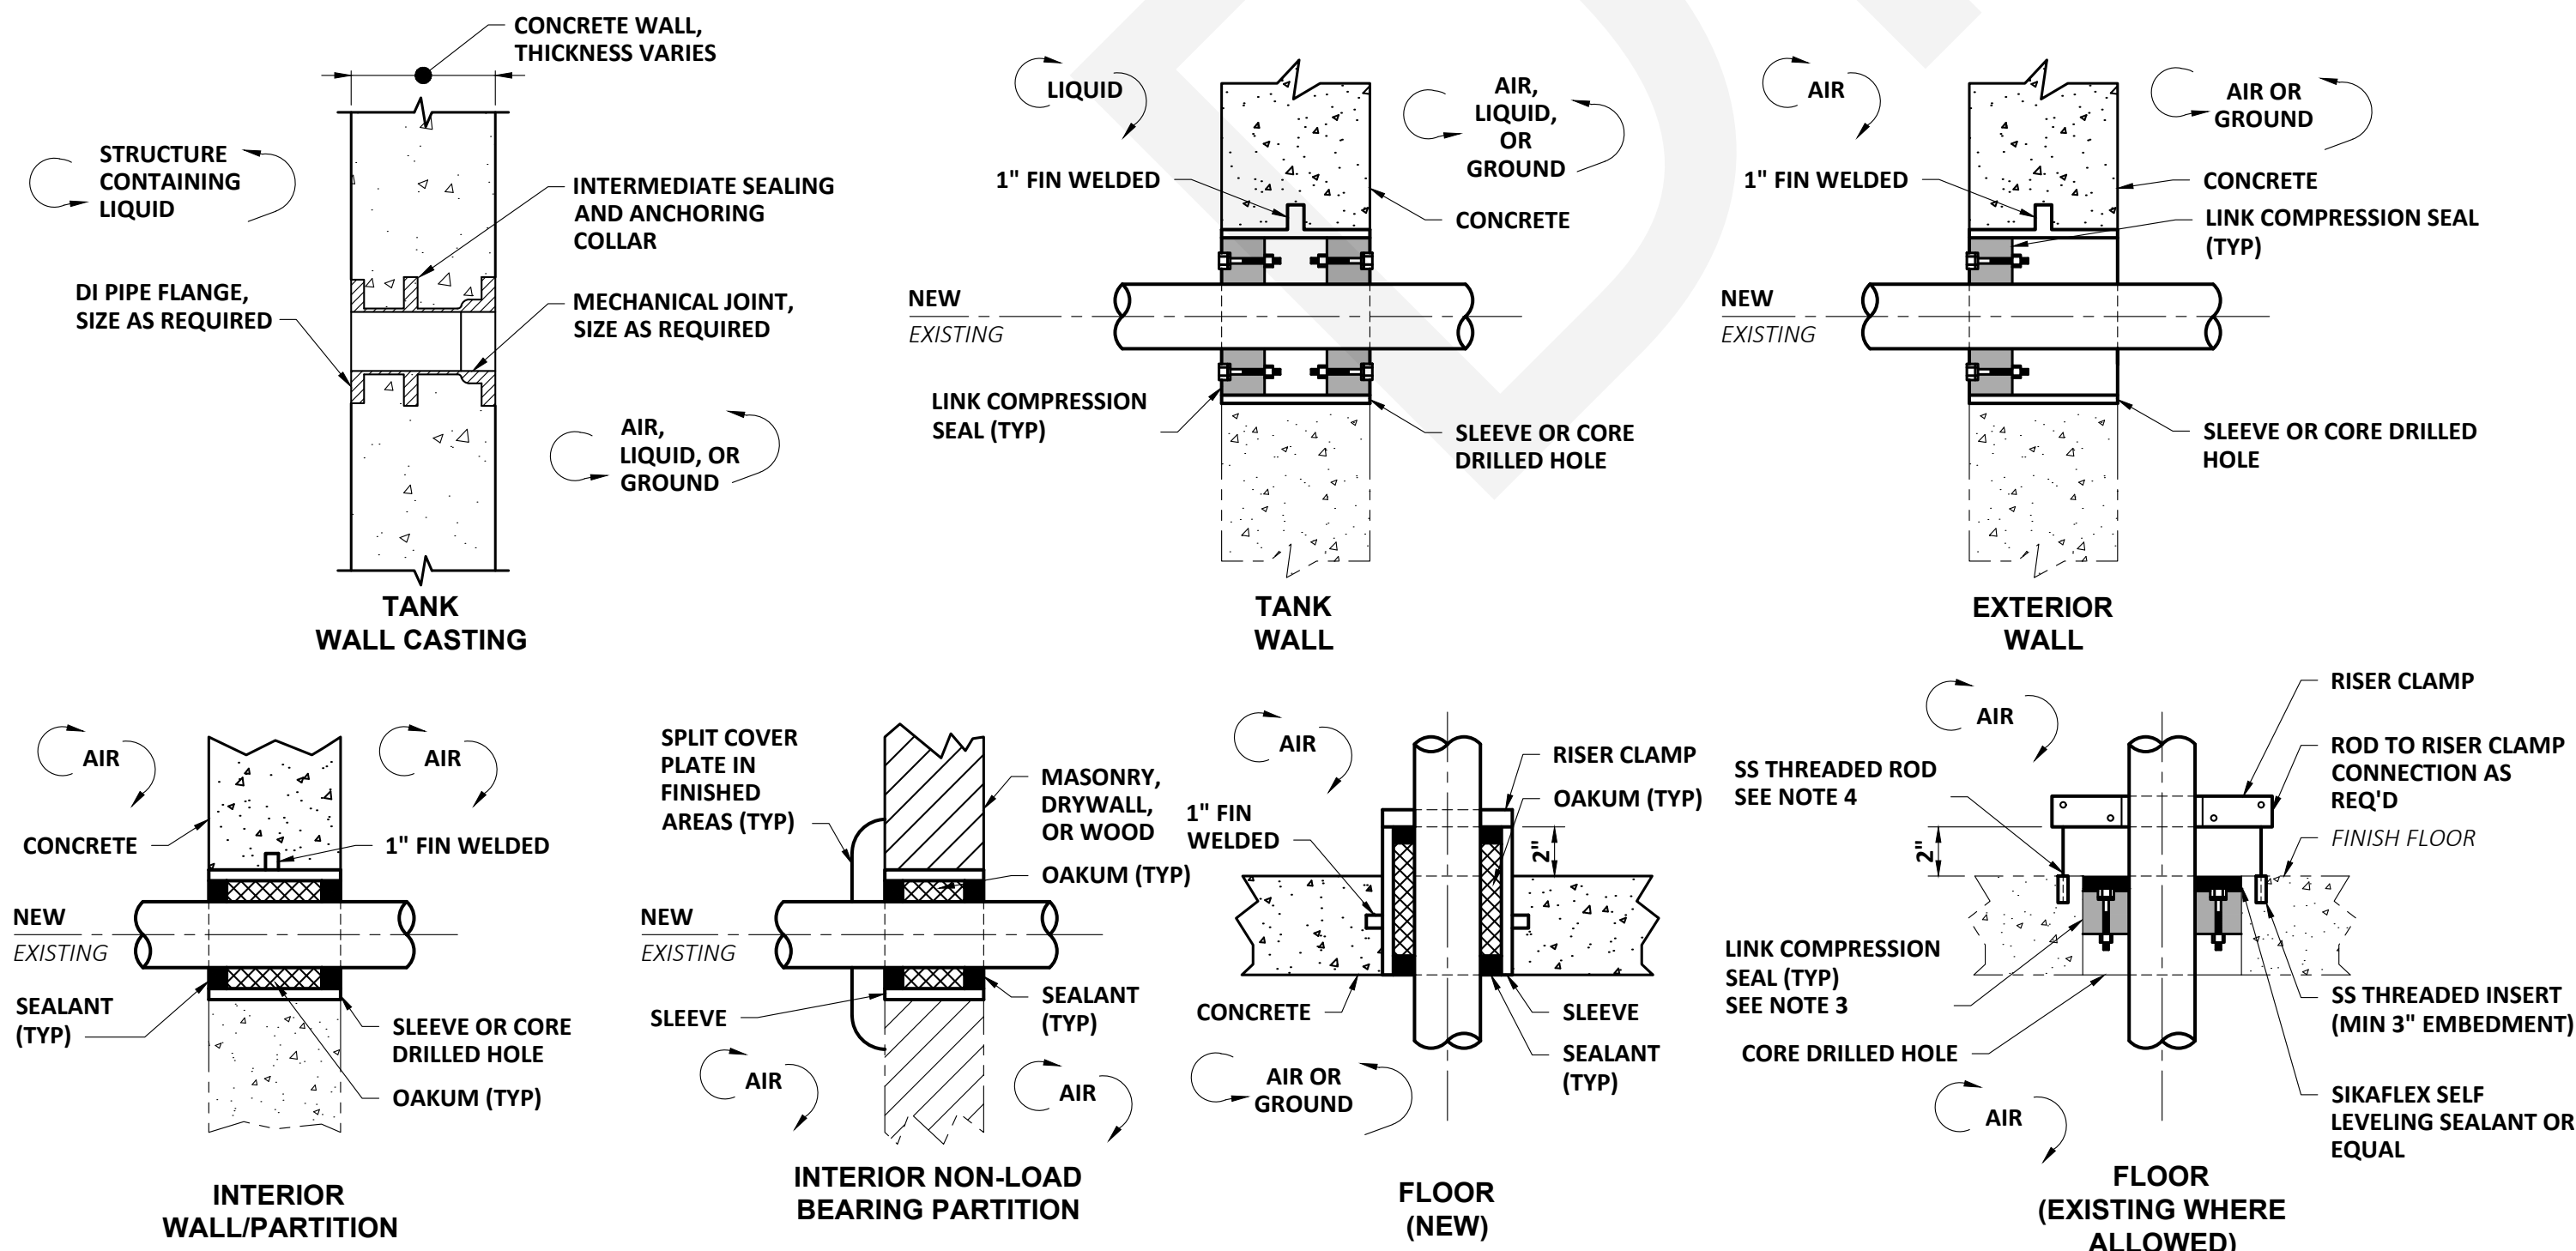 CONCRETE WALL,
THICKNESS VARIES
STRUCTURE
CONTAINING
LIQUID
INTERMEDIATE SEALING
AND ANCHORING
COLLAR
DI PIPE FLANGE,
SIZE AS REQUIRED
MECHANICAL JOINT,
SIZE AS REQUIRED
AIR,
LIQUID, OR
GROUND
TANK
WALL CASTING
LIQUID
AIR,
LIQUID,
OR
GROUND
1" FIN WELDED
CONCRETE
NEW
EXISTING
LINK COMPRESSION
SEAL (TYP)
SLEEVE OR CORE
DRILLED HOLE
TANK
WALL
AIR
AIR OR
GROUND
1" FIN WELDED
CONCRETE
LINK COMPRESSION SEAL
(TYP)
NEW
EXISTING
SLEEVE OR CORE DRILLED
HOLE
EXTERIOR
WALL
AIR
AIR
CONCRETE
1" FIN WELDED
NEW
EXISTING
SEALANT
(TYP)
SLEEVE OR CORE
DRILLED HOLE
OAKUM (TYP)
INTERIOR
WALL/PARTITION
SPLIT COVER
PLATE IN
FINISHED
AREAS (TYP)
MASONRY,
DRYWALL,
OR WOOD
OAKUM (TYP)
NEW
EXISTING
SLEEVE
SEALANT
(TYP)
AIR
AIR
INTERIOR NON-LOAD
BEARING PARTITION
AIR
RISER CLAMP
OAKUM (TYP)
1" FIN
WELDED
2"
CONCRETE
SLEEVE
SEALANT
(TYP)
AIR OR
GROUND
FLOOR
(NEW)
AIR
RISER CLAMP
SS THREADED ROD
SEE NOTE 4
ROD TO RISER CLAMP
CONNECTION AS
REQ'D
2"
FINISH FLOOR
LINK COMPRESSION
SEAL (TYP)
SEE NOTE 3
SS THREADED INSERT
(MIN 3" EMBEDMENT)
CORE DRILLED HOLE
SIKAFLEX SELF
LEVELING SEALANT OR
EQUAL
AIR
FLOOR
(EXISTING WHERE
ALLOWED)